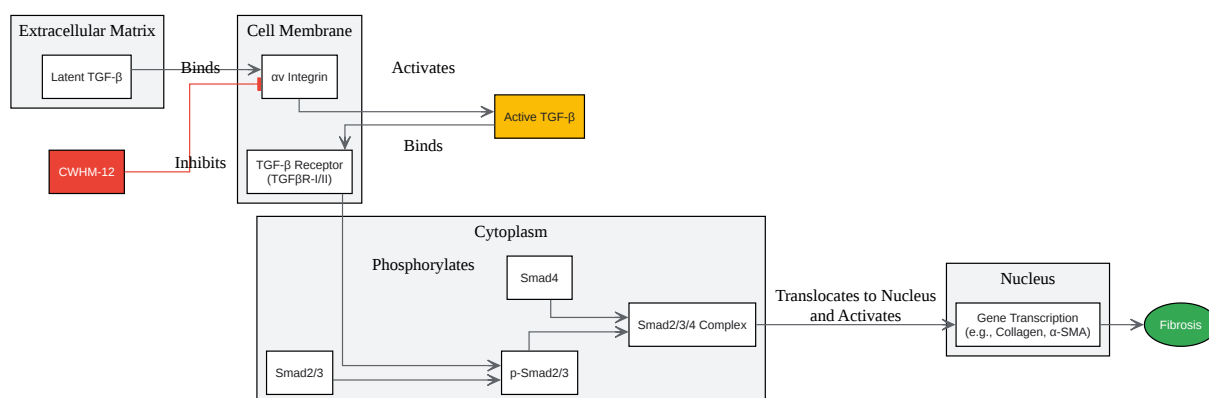 Extracellular Matrix
Cell Membrane
Latent TGF-β
Binds
αv Integrin
Activates
Active TGF-β
Binds
CWHM-12
Inhibits
TGF-β Receptor
(TGFβR-I/II)
Cytoplasm
Phosphorylates
Smad4
Smad2/3/4 Complex
Smad2/3
p-Smad2/3
Translocates to Nucleus
and Activates
Nucleus
Gene Transcription
(e.g., Collagen, α-SMA)
Fibrosis